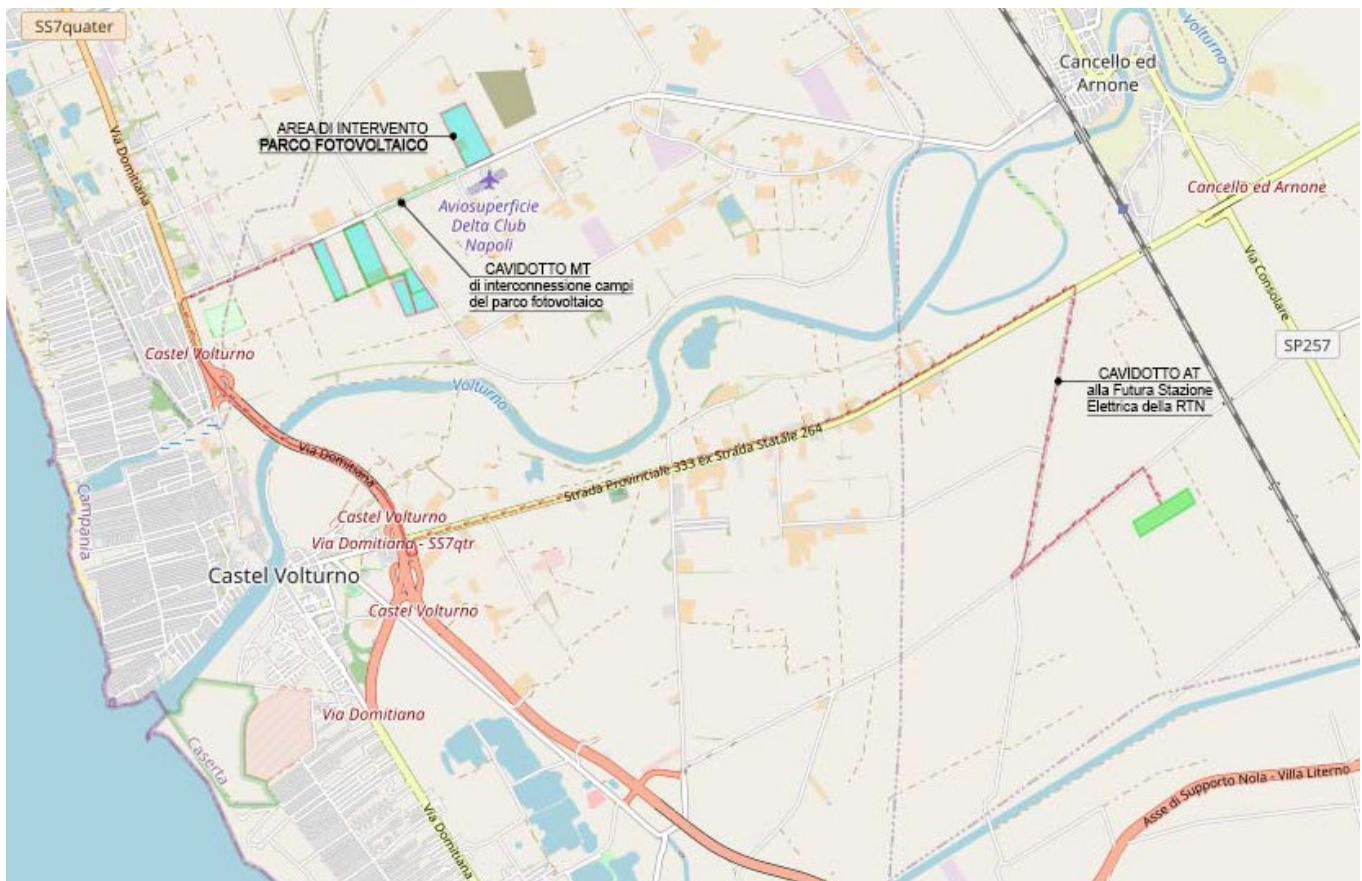 SS7quater
Volturno
Cancello ed
Arnone
Via Domitiana
AREA DI INTERVENTO
PARCO FOTOVOLTAICO
Aviosuperficie
Delta Club
Napoli
Cancello ed Arnone
CAVIDOTTO MT
di interconnessione campi
del parco fotovoltaico
Via Consolare
SP257
Castel Volturno
Volturno
CAVIDOTTO AT
alla Futura Stazione
Elettrica della RTN
Via Domitiana
Strada Provinciale 333 ex Strada Statale 264
Campania
Castel Volturno
Via Domitiana - SS7qtr
Castel Volturno
Castel Volturno
Via Domitiana
Caserta
Via Domitiana
Asse di Supporto Nola - Villa Literno